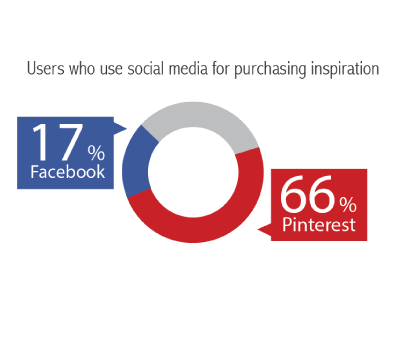 Users who use social media for purchasing inspiration
17 %
Facebook
66 %
Pinterest